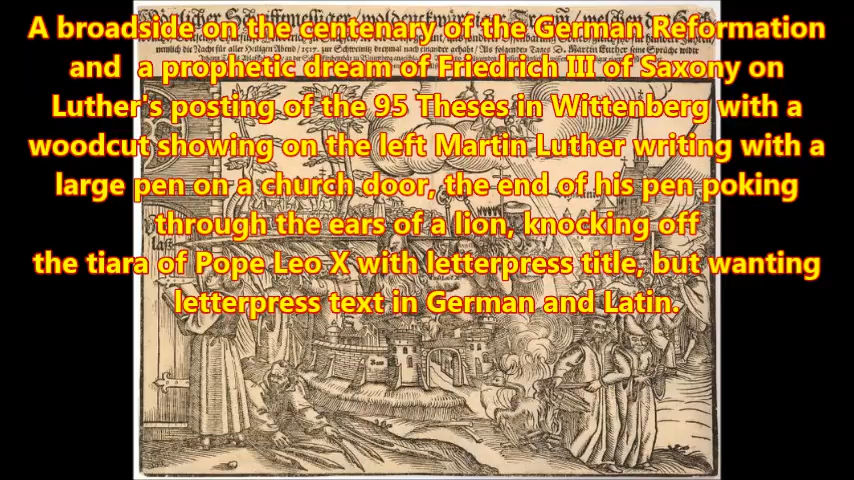 A broadside on the centenary of the German Reformation
and a prophetic dream of Friedrich III of Saxony on
Luther's posting of the 95 Theses in Wittenberg with a
woodcut showing on the left Martin Luther writing with a
large pen on a church door, the end of his pen poking
through the ears of a lion, knocking off
the tiara of Pope Leo X with letterpress title, but wanting
letterpress text in German and Latin.